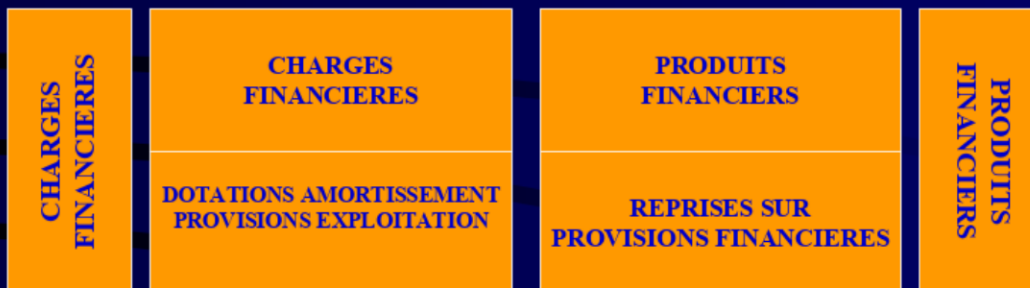 CHARGES
FINANCIERES
CHARGES
FINANCIERES
DOTATIONS AMORTISSEMENT
PROVISIONS EXPLOITATION
PRODUITS
FINANCIERS
REPRISES SUR
PROVISIONS FINANCIERES
PRODUITS
FINANCIERS